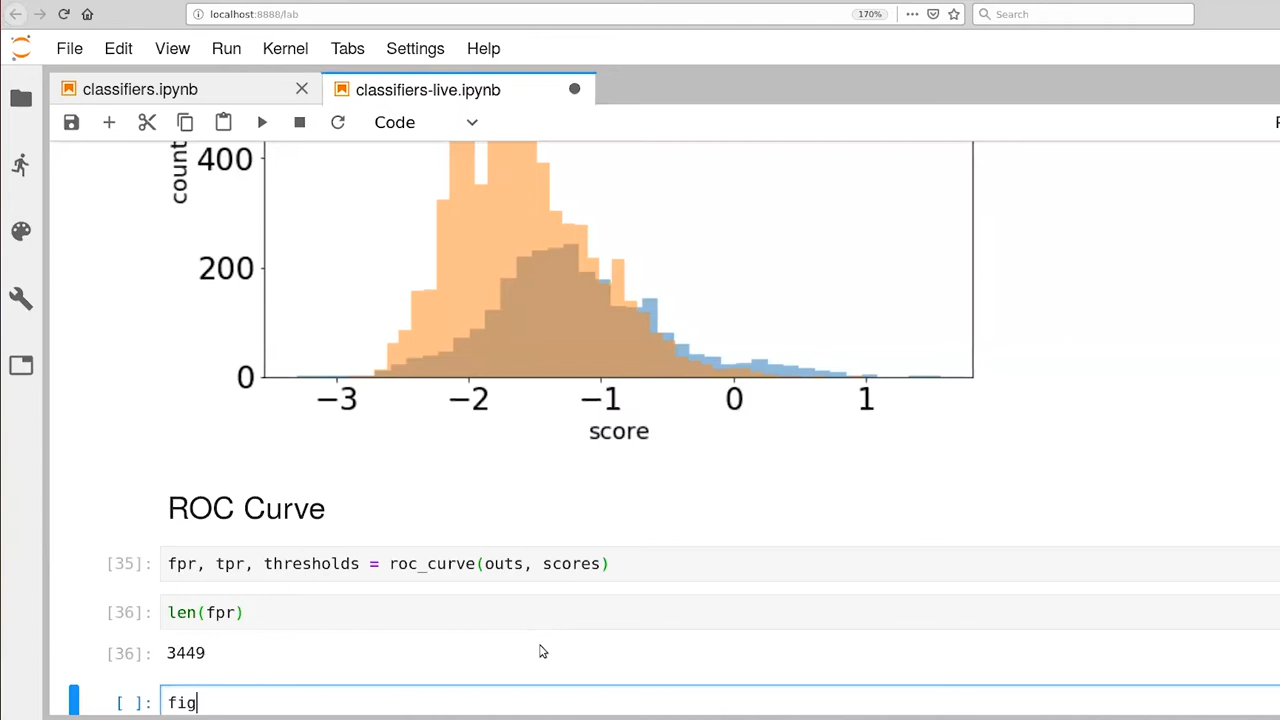 localhost:8888/lab
170%
Search
File Edit View Run Kernel Tabs Settings Help
classifiers.ipynb
classifiers-live.ipynb
Code
count
400
200
0
−3 −2 −1 0 1
score
ROC Curve
[35]: fpr, tpr, thresholds = roc_curve(outs, scores)
[36]: len(fpr)
[36]: 3449
[ ]: fig